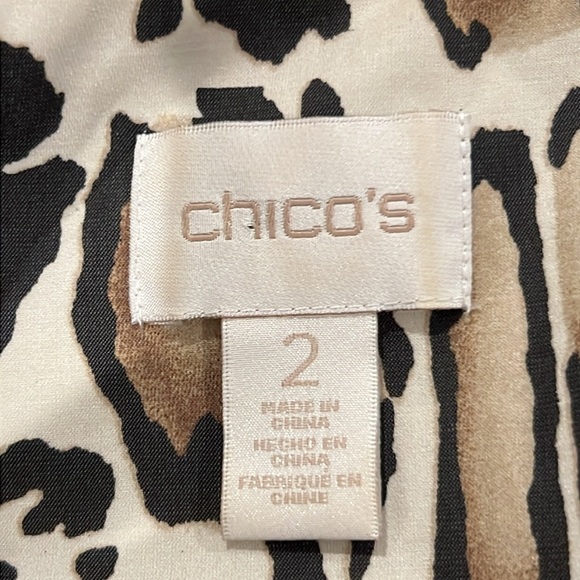 chico's
2
MADE IN
CHINA
HECHO EN
CHINA
FABRIQUÉ EN
CHINE